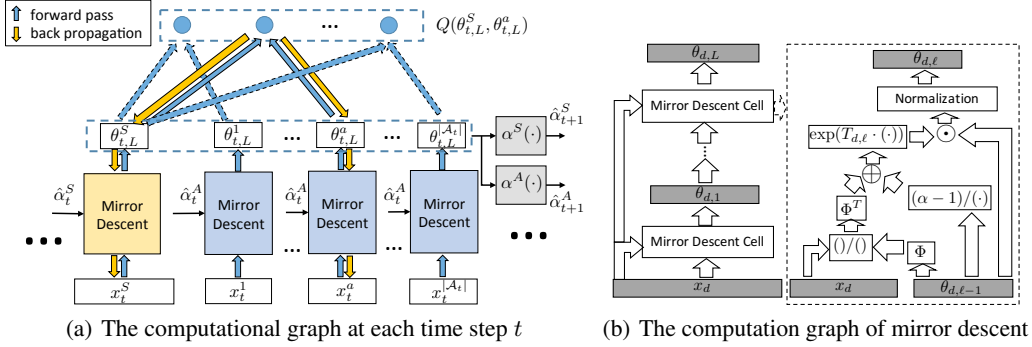 forward pass
back propagation
... Q(θ^S_{t,L}, θ^a_{t,L})
θ^S_{t,L} θ^1_{t,L} ... θ^a_{t,L} ... θ^{|𝒜_t|}_{t,L}
α^S(·) α̂^S_{t+1}
α^A(·) α̂^A_{t+1}
α̂^S_t α̂^A_t α̂^A_t α̂^A_t
Mirror Descent Mirror Descent Mirror Descent Mirror Descent
... ... ... ...
x^S_t x^1_t x^a_t x^{|𝒜_t|}_t
(a) The computational graph at each time step t
θ_{d,L}
Mirror Descent Cell
...
θ_{d,1}
Mirror Descent Cell
x_d
θ_{d,ℓ}
Normalization
exp(T_{d,ℓ} · (·)) ⊙
⊕
Φ^T (α − 1)/(·)
()/() Φ
x_d θ_{d,ℓ−1}
(b) The computation graph of mirror descent